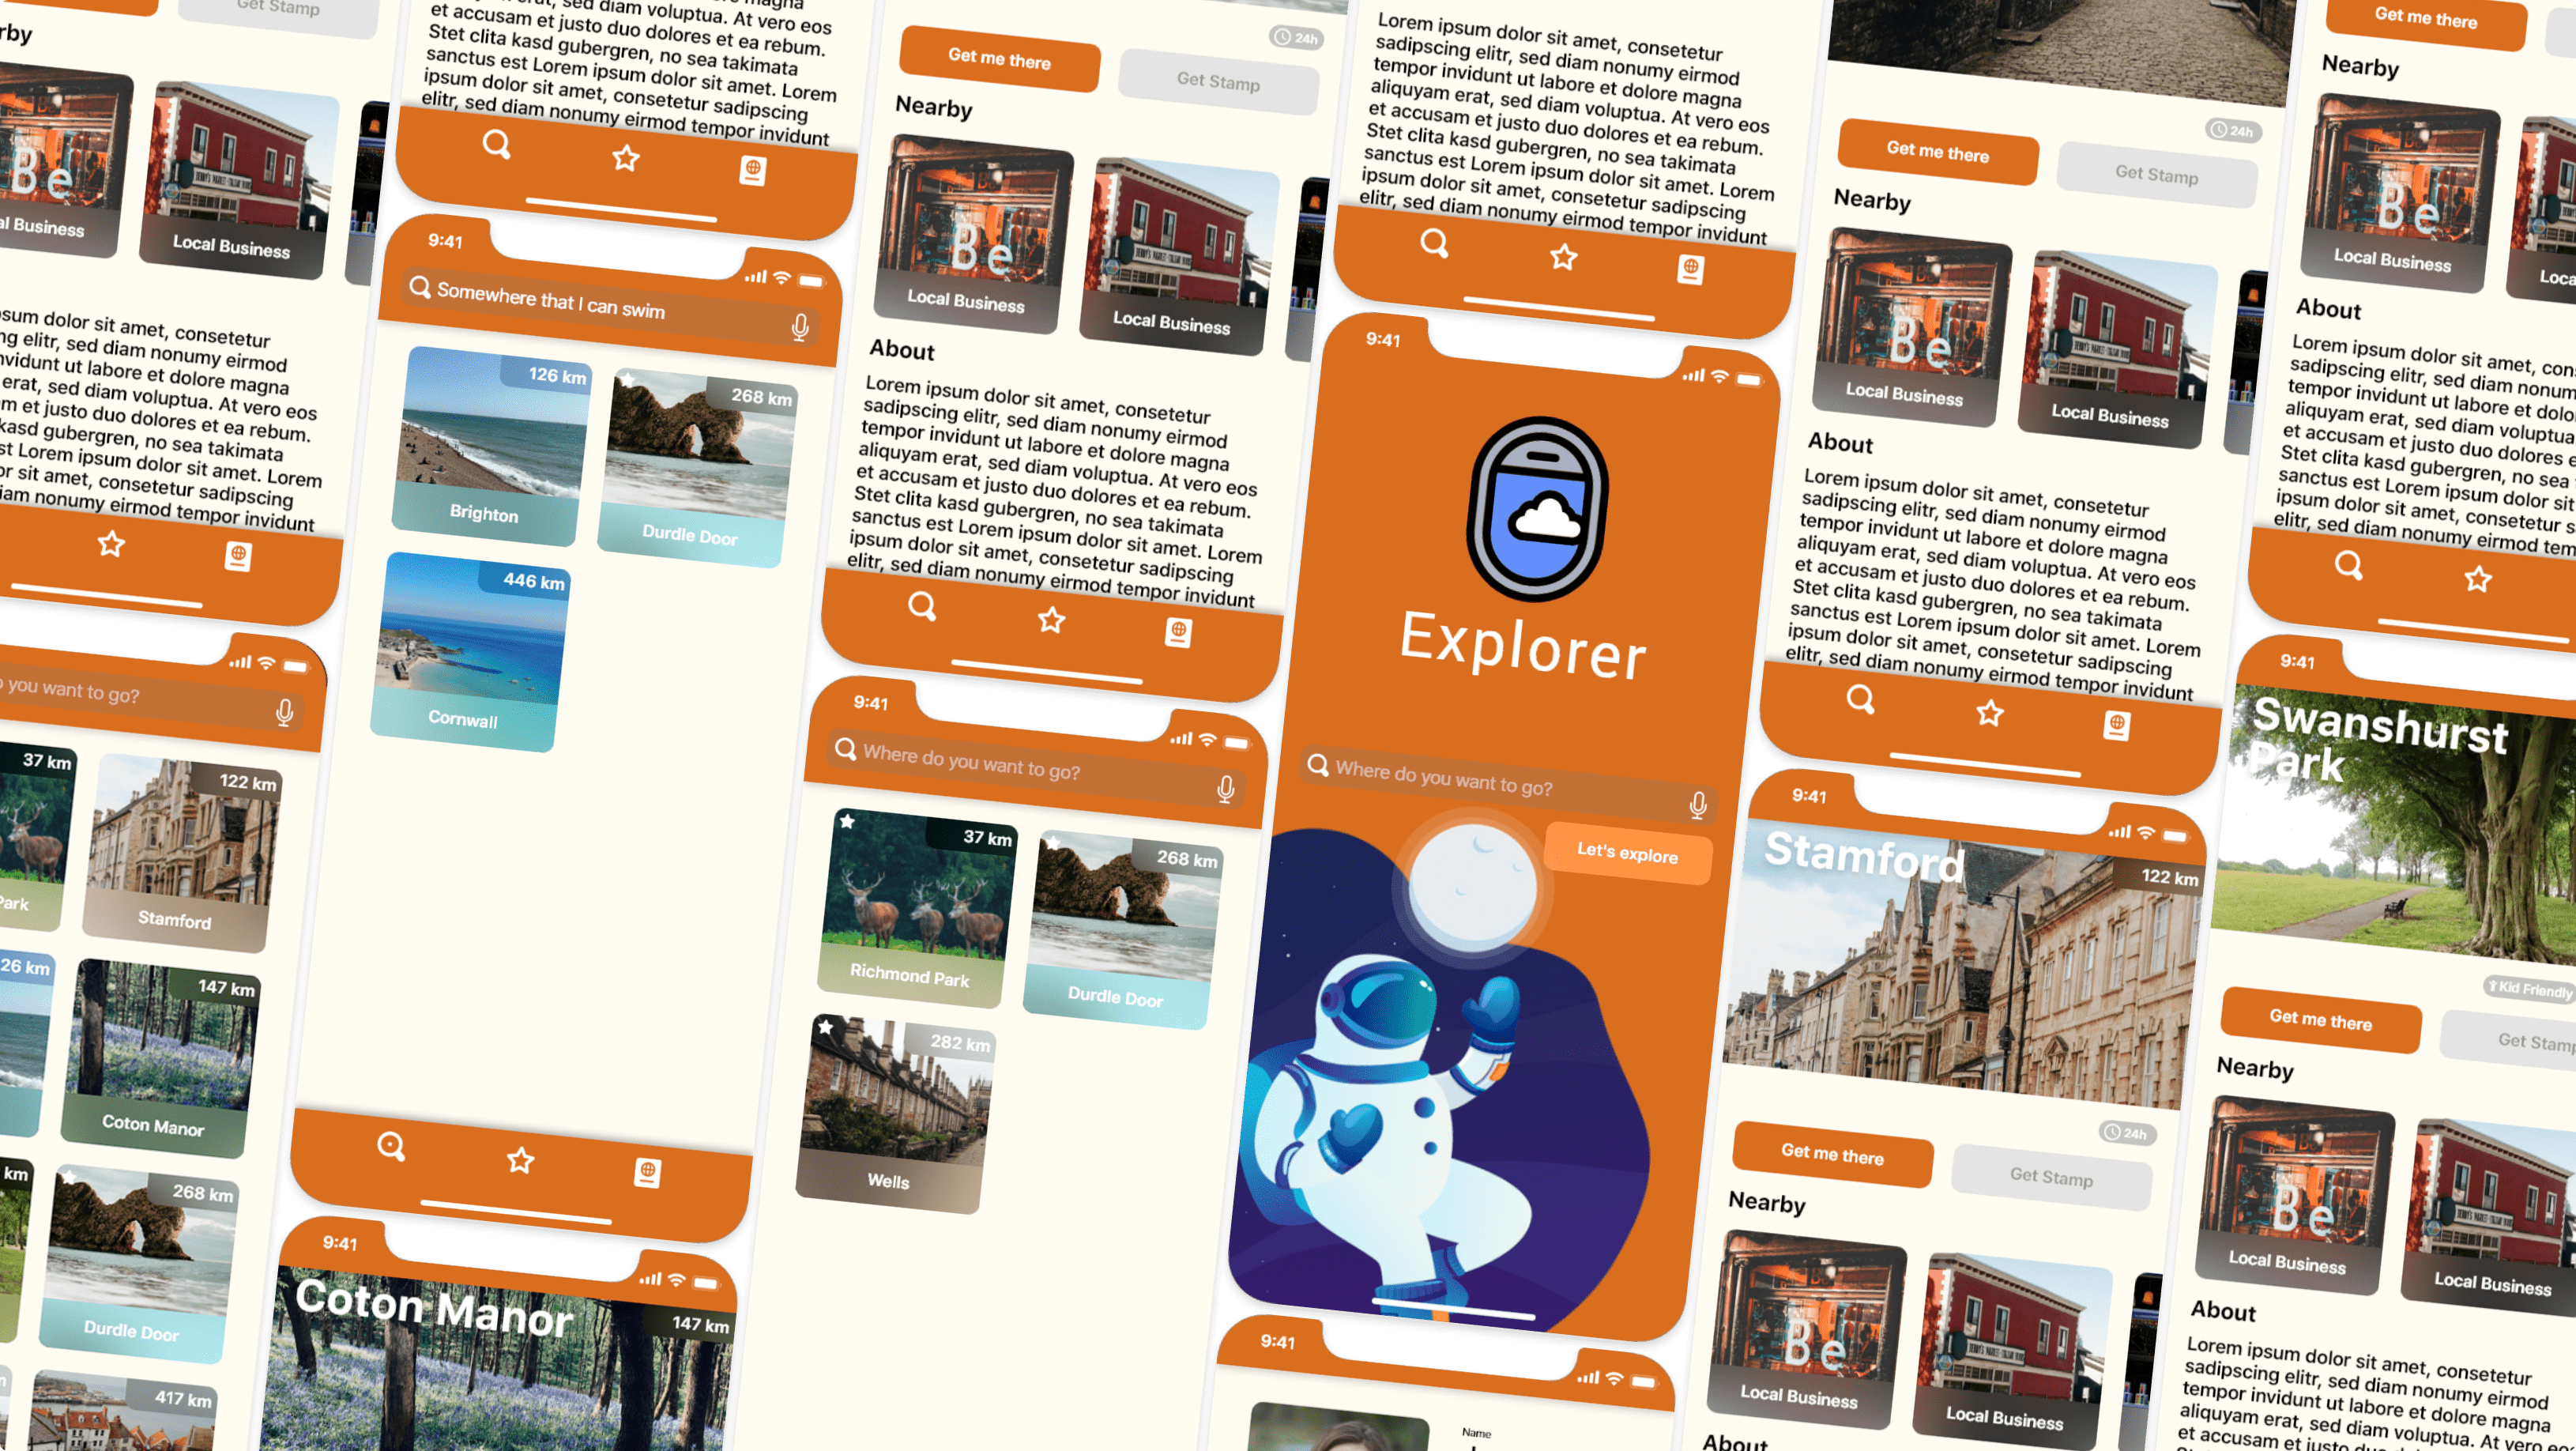 Get Stamp
rby
al Business
Local Business
sum dolor sit amet, consetetur
ng elitr, sed diam nonumy eirmod
nvidunt ut labore et dolore magna
erat, sed diam voluptua. At vero eos
m et justo duo dolores et ea rebum.
kasd gubergren, no sea takimata
st Lorem ipsum dolor sit amet. Lorem
or sit amet, consetetur sadipscing
iam nonumy eirmod tempor invidunt
o you want to go?
37 km
Park
122 km
Stamford
26 km
147 km
Coton Manor
km
268 km
Durdle Door
417 km
et accusam et justo duo dolores et ea rebum.
Stet clita kasd gubergren, no sea takimata
sanctus est Lorem ipsum dolor sit amet. Lorem
ipsum dolor sit amet, consetetur sadipscing
elitr, sed diam nonumy eirmod tempor invidunt
9:41
Somewhere that I can swim
126 km
Brighton
268 km
Durdle Door
446 km
Cornwall
9:41
Coton Manor
147 km
24h
Get me there
Get Stamp
Nearby
Be
Local Business
Local Business
About
Lorem ipsum dolor sit amet, consetetur
sadipscing elitr, sed diam nonumy eirmod
tempor invidunt ut labore et dolore magna
aliquyam erat, sed diam voluptua. At vero eos
et accusam et justo duo dolores et ea rebum.
Stet clita kasd gubergren, no sea takimata
sanctus est Lorem ipsum dolor sit amet. Lorem
ipsum dolor sit amet, consetetur sadipscing
elitr, sed diam nonumy eirmod tempor invidunt
9:41
Where do you want to go?
37 km
Richmond Park
268 km
Durdle Door
282 km
Wells
Lorem ipsum dolor sit amet, consetetur
sadipscing elitr, sed diam nonumy eirmod
tempor invidunt ut labore et dolore magna
aliquyam erat, sed diam voluptua. At vero eos
et accusam et justo duo dolores et ea rebum.
Stet clita kasd gubergren, no sea takimata
sanctus est Lorem ipsum dolor sit amet. Lorem
ipsum dolor sit amet, consetetur sadipscing
elitr, sed diam nonumy eirmod tempor invidunt
9:41
Explorer
Where do you want to go?
Let's explore
9:41
Name
24h
Get me there
Get Stamp
Nearby
Be
Local Business
Local Business
About
Lorem ipsum dolor sit amet, consetetur
sadipscing elitr, sed diam nonumy eirmod
tempor invidunt ut labore et dolore magna
aliquyam erat, sed diam voluptua. At vero eos
et accusam et justo duo dolores et ea rebum.
Stet clita kasd gubergren, no sea takimata
sanctus est Lorem ipsum dolor sit amet. Lorem
ipsum dolor sit amet, consetetur sadipscing
elitr, sed diam nonumy eirmod tempor invidunt
9:41
Stamford
122 km
24h
Get me there
Get Stamp
Nearby
Be
Local Business
Local Business
About
Get me there
Nearby
Be
Local Business
Loca
About
Lorem ipsum dolor sit amet, con
sadipscing elitr, sed diam nonum
tempor invidunt ut labore et dolo
aliquyam erat, sed diam voluptua
et accusam et justo duo dolores e
Stet clita kasd gubergren, no sea
sanctus est Lorem ipsum dolor sit
ipsum dolor sit amet, consetetur s
elitr, sed diam nonumy eirmod tem
9:41
Swanshurst
Park
Kid Friendly
Get me there
Get Stamp
Nearby
Be
Local Business
Local Business
About
Lorem ipsum dolor sit amet, consetetur
sadipscing elitr, sed diam nonumy eirmod
tempor invidunt ut labore et dolore magna
aliquyam erat, sed diam voluptua. At vero eo
et accusam et justo duo dolores et ea reb